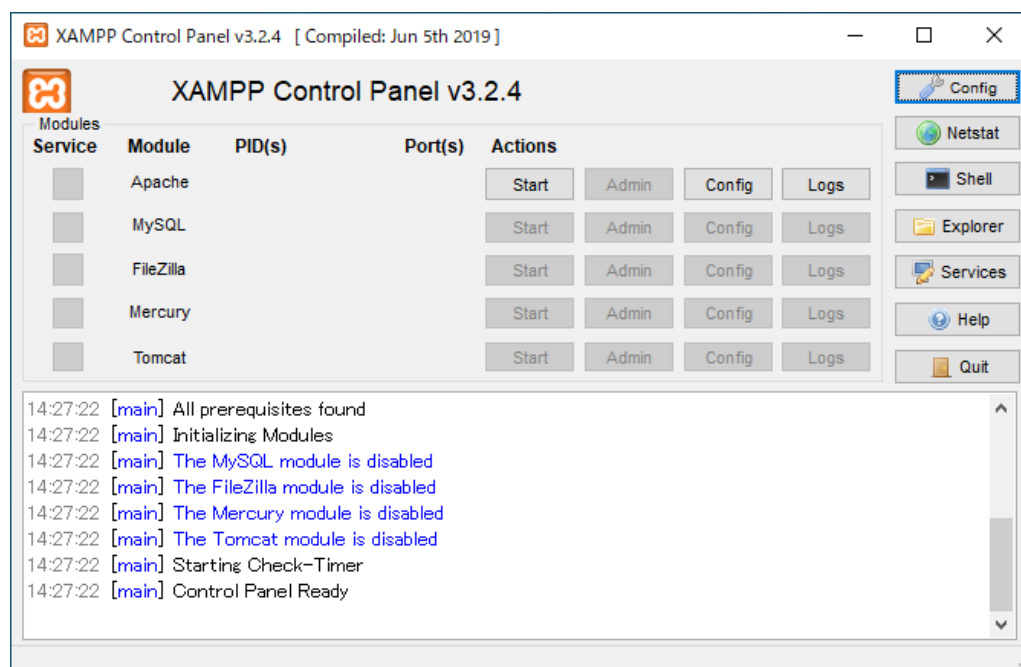 XAMPP Control Panel v3.2.4 [ Compiled: Jun 5th 2019 ]
XAMPP Control Panel v3.2.4
Config
Modules
Service Module PID(s) Port(s) Actions
Netstat
Apache Start Admin Config Logs
Shell
MySQL Start Admin Config Logs
Explorer
FileZilla Start Admin Config Logs
Services
Mercury Start Admin Config Logs
Help
Tomcat Start Admin Config Logs
Quit
14:27:22 [main] All prerequisites found
14:27:22 [main] Initializing Modules
14:27:22 [main] The MySQL module is disabled
14:27:22 [main] The FileZilla module is disabled
14:27:22 [main] The Mercury module is disabled
14:27:22 [main] The Tomcat module is disabled
14:27:22 [main] Starting Check-Timer
14:27:22 [main] Control Panel Ready